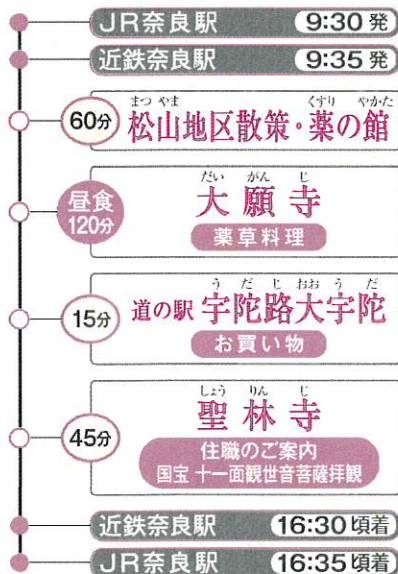 JR奈良駅 9:30発
近鉄奈良駅 9:35発
まつ やま くすり やかた
60分 松山地区散策・薬の館
昼食
120分
だい がん じ
大願寺
薬草料理
う だ じ おお う だ
15分 道の駅 宇陀路大宇陀
お買い物
しょう りん じ
聖林寺
45分
住職のご案内
国宝 十一面観世音菩薩拝観
近鉄奈良駅 16:30頃着
JR奈良駅 16:35頃着